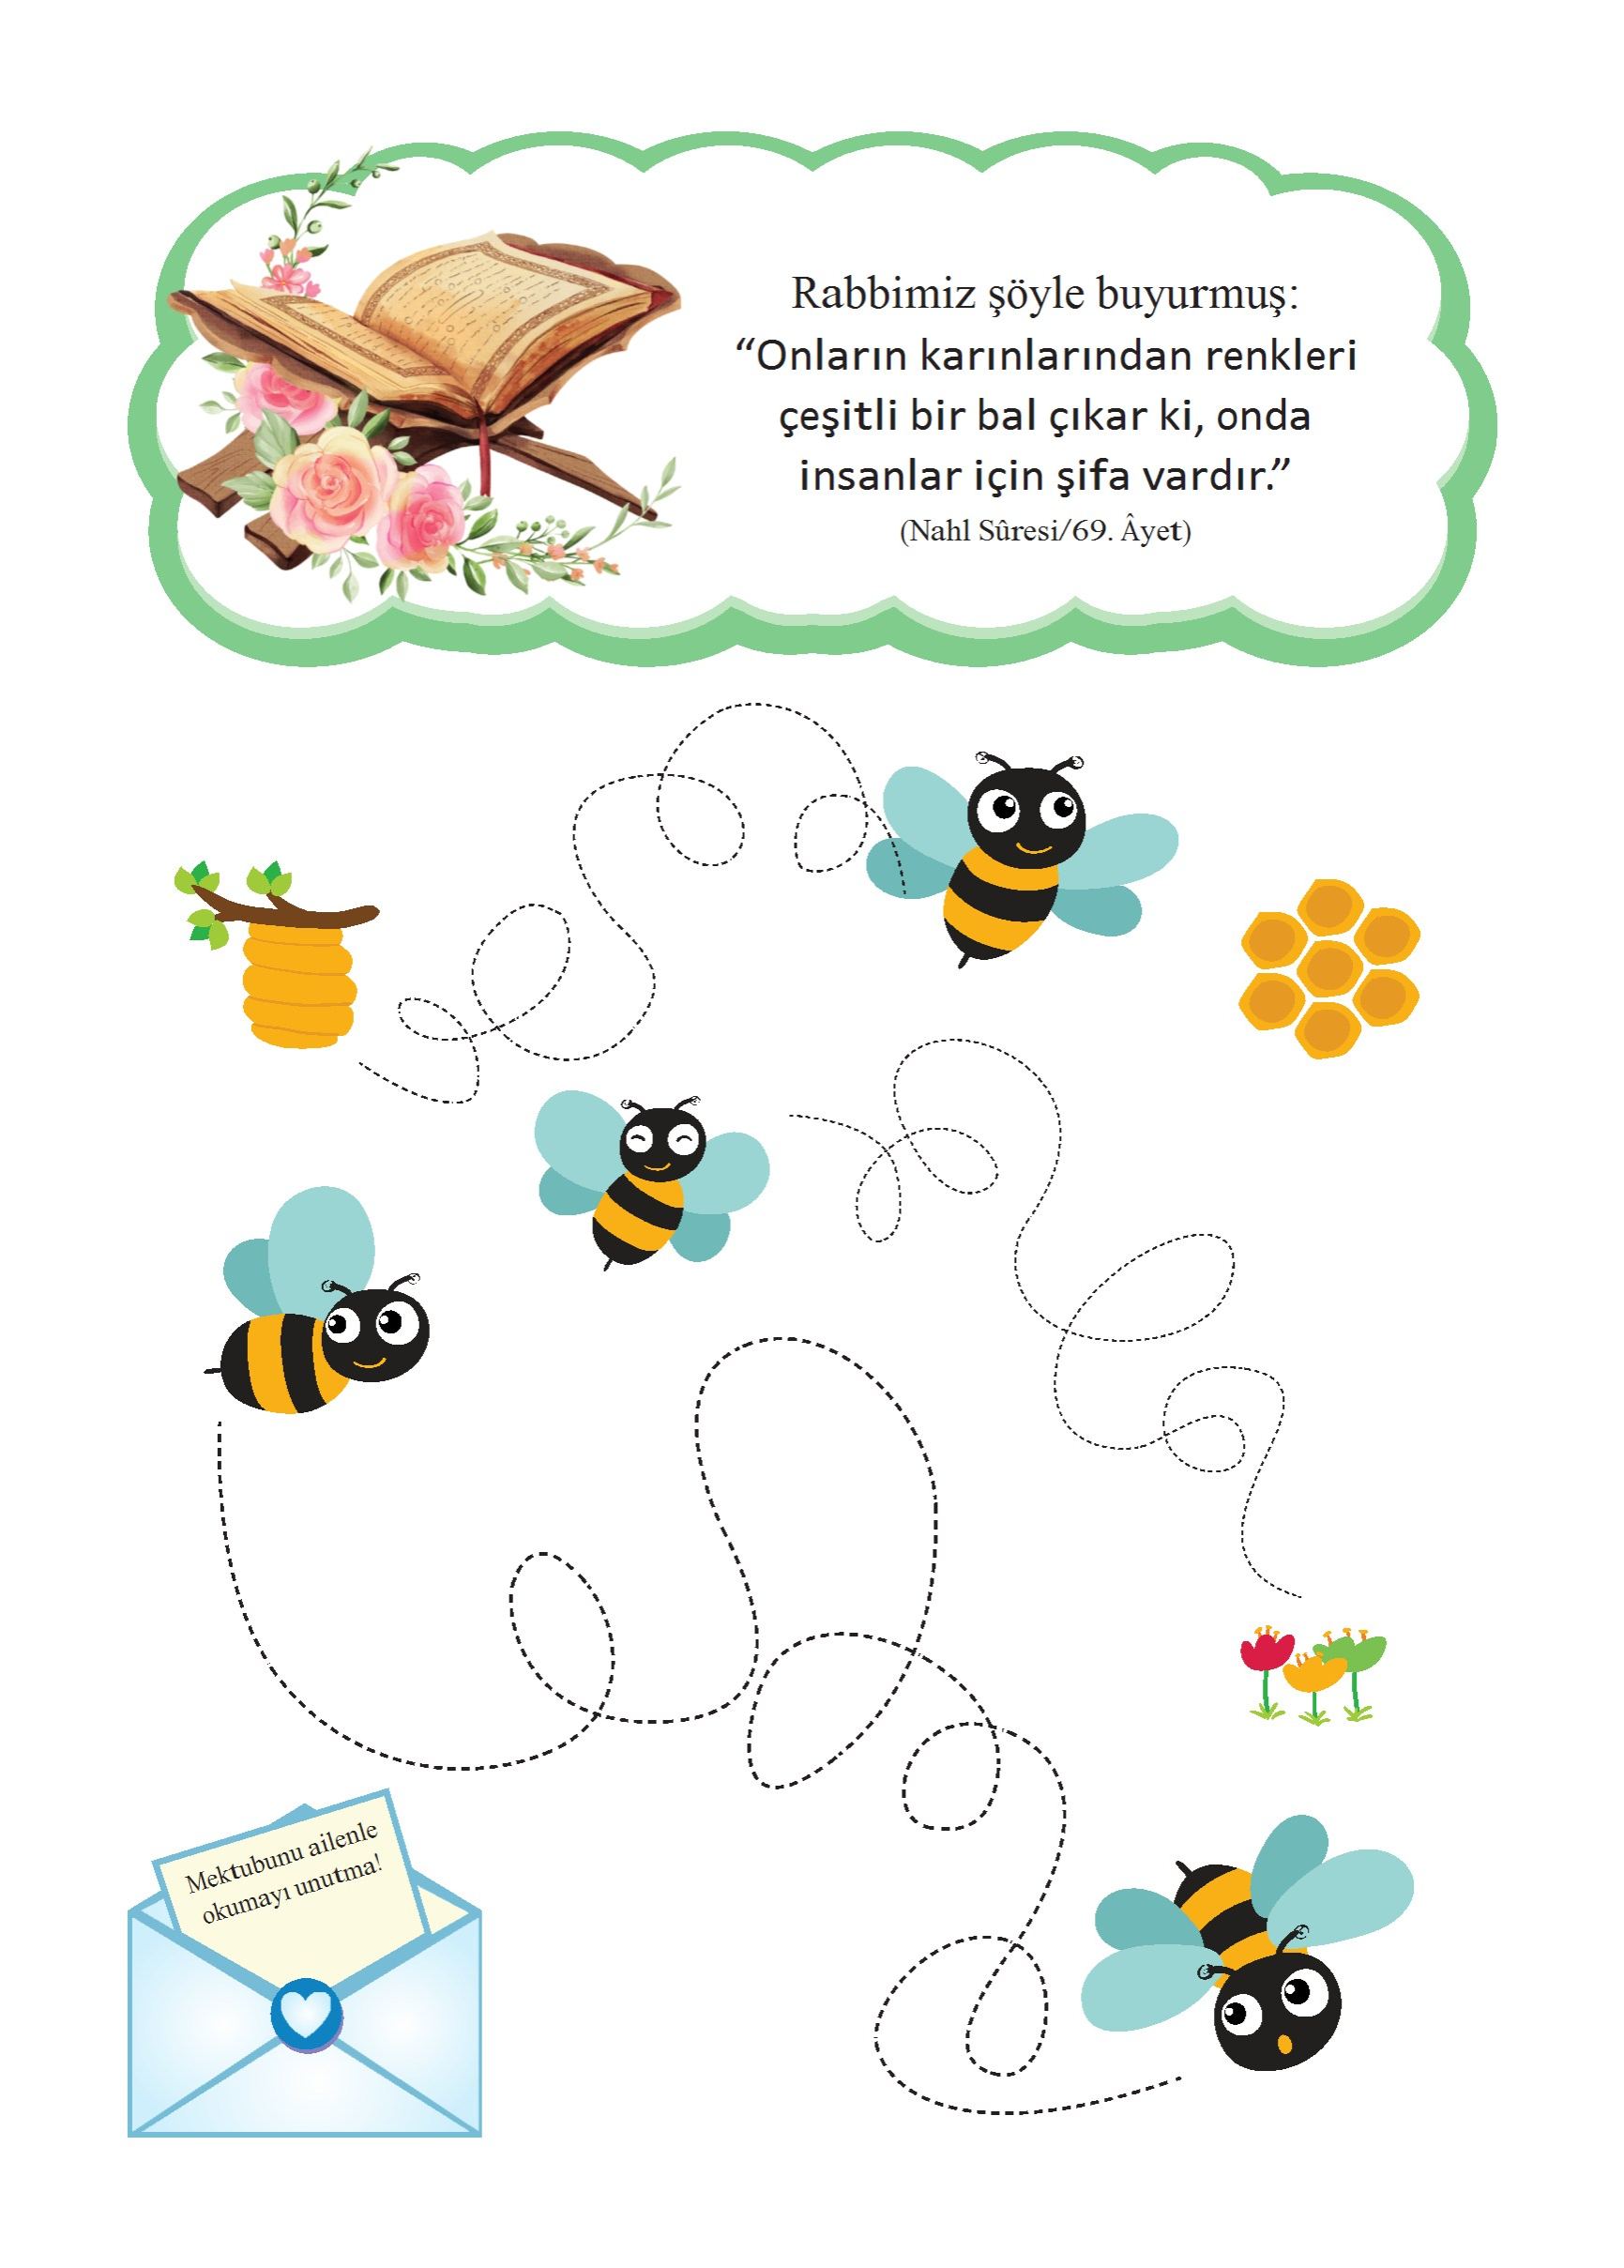 Rabbimiz şöyle buyurmuş:
“Onların karınlarından renkleri
çeşitli bir bal çıkar ki, onda
insanlar için şifa vardır.”
(Nahl Sûresi/69. Âyet)
Mektubunu ailenle
okumayı unutma!